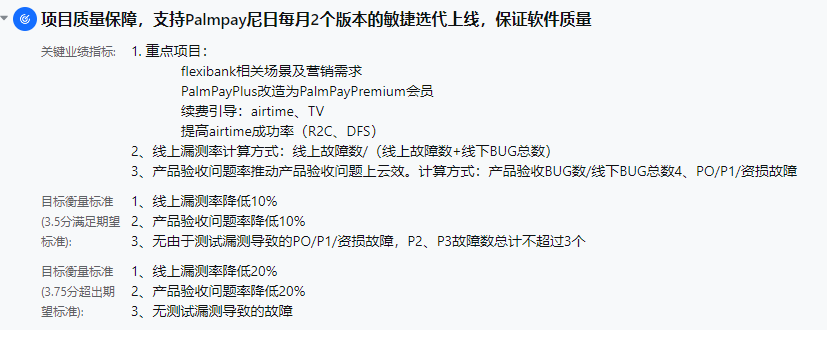 项目质量保障，支持Palmpay尼日每月2个版本的敏捷选代上线，保证软件质量
关键业绩指标:
1. 重点项目：
flexibank相关场景及营销需求
PalmPayPlus改造为PalmPayPremium会员
续费引导：airtime、TV
提高airtime成功率（R2C、DFS）
2、线上漏测率计算方式：线上故障数/（线上故障数+线下BUG总数）
3、产品验收问题率推动产品验收问题上云效。计算方式：产品验收BUG数/线下BUG总数4、PO/P1/资损故障
目标衡量标准
(3.5分满足期望
标准):
1、线上漏测率降低10%
2、产品验收问题率降低10%
3、无由于测试漏测导致的PO/P1/资损故障，P2、P3故障数总计不超过3个
目标衡量标准
(3.75分超出期
望标准):
1、线上漏测率降低20%
2、产品验收问题率降低20%
3、无测试漏测导致的故障